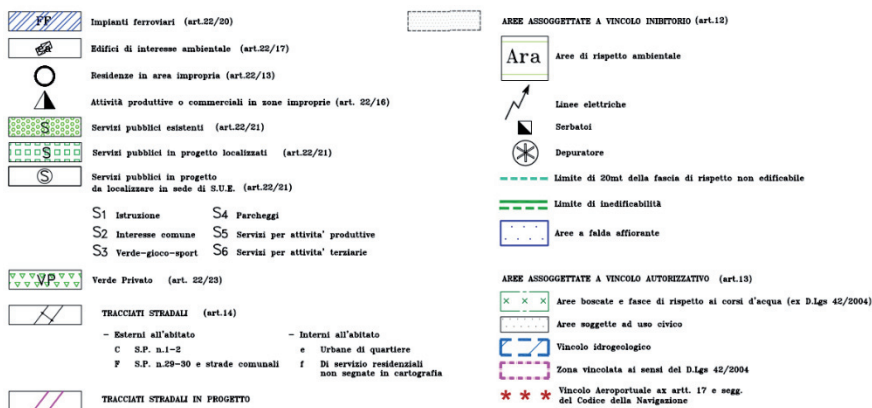 FF Impianti ferroviari (art.22/20)
Edifici di interesse ambientale (art.22/17)
Residenze in area impropria (art.22/13)
Attività produttive o commerciali in zone improprie (art. 22/16)
S Servizi pubblici esistenti (art.22/21)
S Servizi pubblici in progetto localizzati (art.22/21)
S Servizi pubblici in progetto
da localizzare in sede di S.U.E. (art.22/21)
S1 Istruzione S4 Parcheggi
S2 Interesse comune S5 Servizi per attivita' produttive
S3 Verde-gioco-sport S6 Servizi per attivita' terziarie
VP Verde Privato (art. 22/23)
TRACCIATI STRADALI (art.14)
- Esterni all'abitato - Interni all'abitato
C S.P. n.1-2 e Urbane di quartiere
F S.P. n.29-30 e strade comunali f Di servizio residenziali
non segnate in cartografia
TRACCIATI STRADALI IN PROGETTO
AREE ASSOGGETTATE A VINCOLO INIBITORIO (art.12)
Ara Aree di rispetto ambientale
Linee elettriche
Serbatoi
Depuratore
Limite di 20mt della fascia di rispetto non edificabile
Limite di inedificabilità
Aree a falda affiorante
AREE ASSOGGETTATE A VINCOLO AUTORIZZATIVO (art.13)
Aree boscate e fasce di rispetto ai corsi d'acqua (ex D.Lgs 42/2004)
Aree soggette ad uso civico
Vincolo idrogeologico
Zona vincolata ai sensi del D.Lgs 42/2004
Vincolo Aeroportuale ax artt. 17 e segg.
del Codice della Navigazione